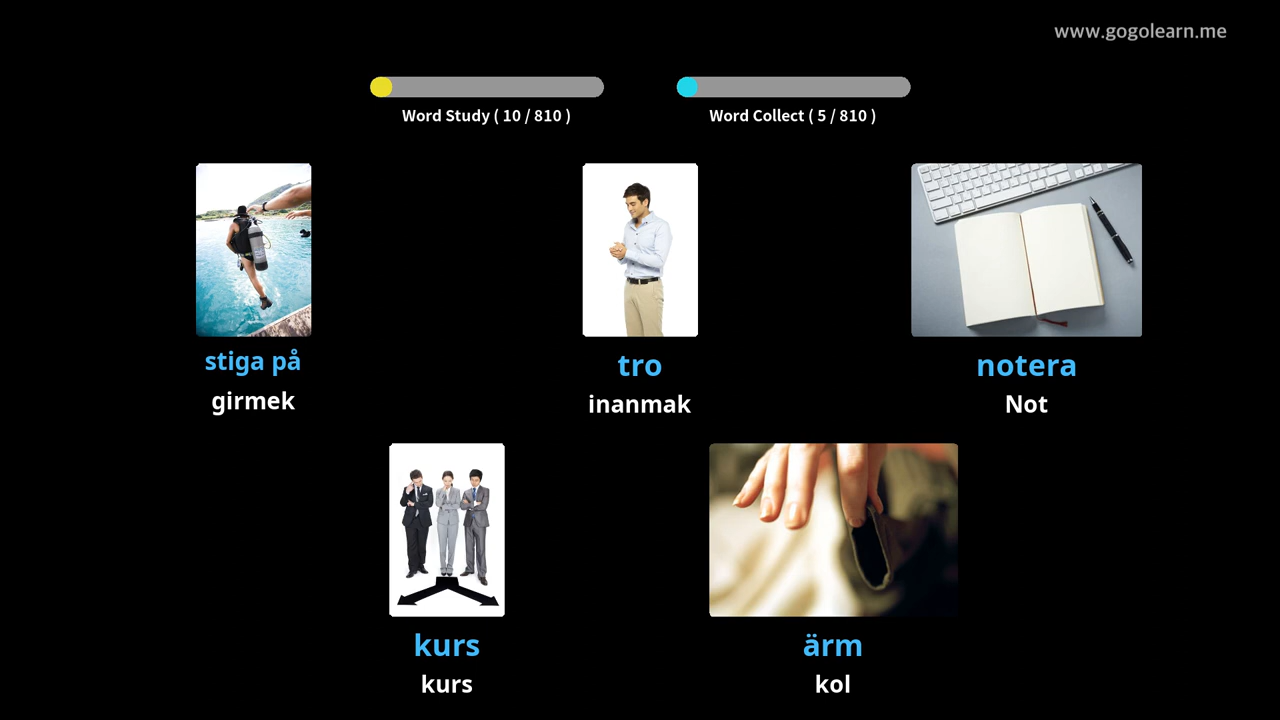 www.gogolearn.me
Word Study ( 10 / 810 )
Word Collect ( 5 / 810 )
stiga på
girmek
tro
inanmak
notera
Not
kurs
kurs
ärm
kol